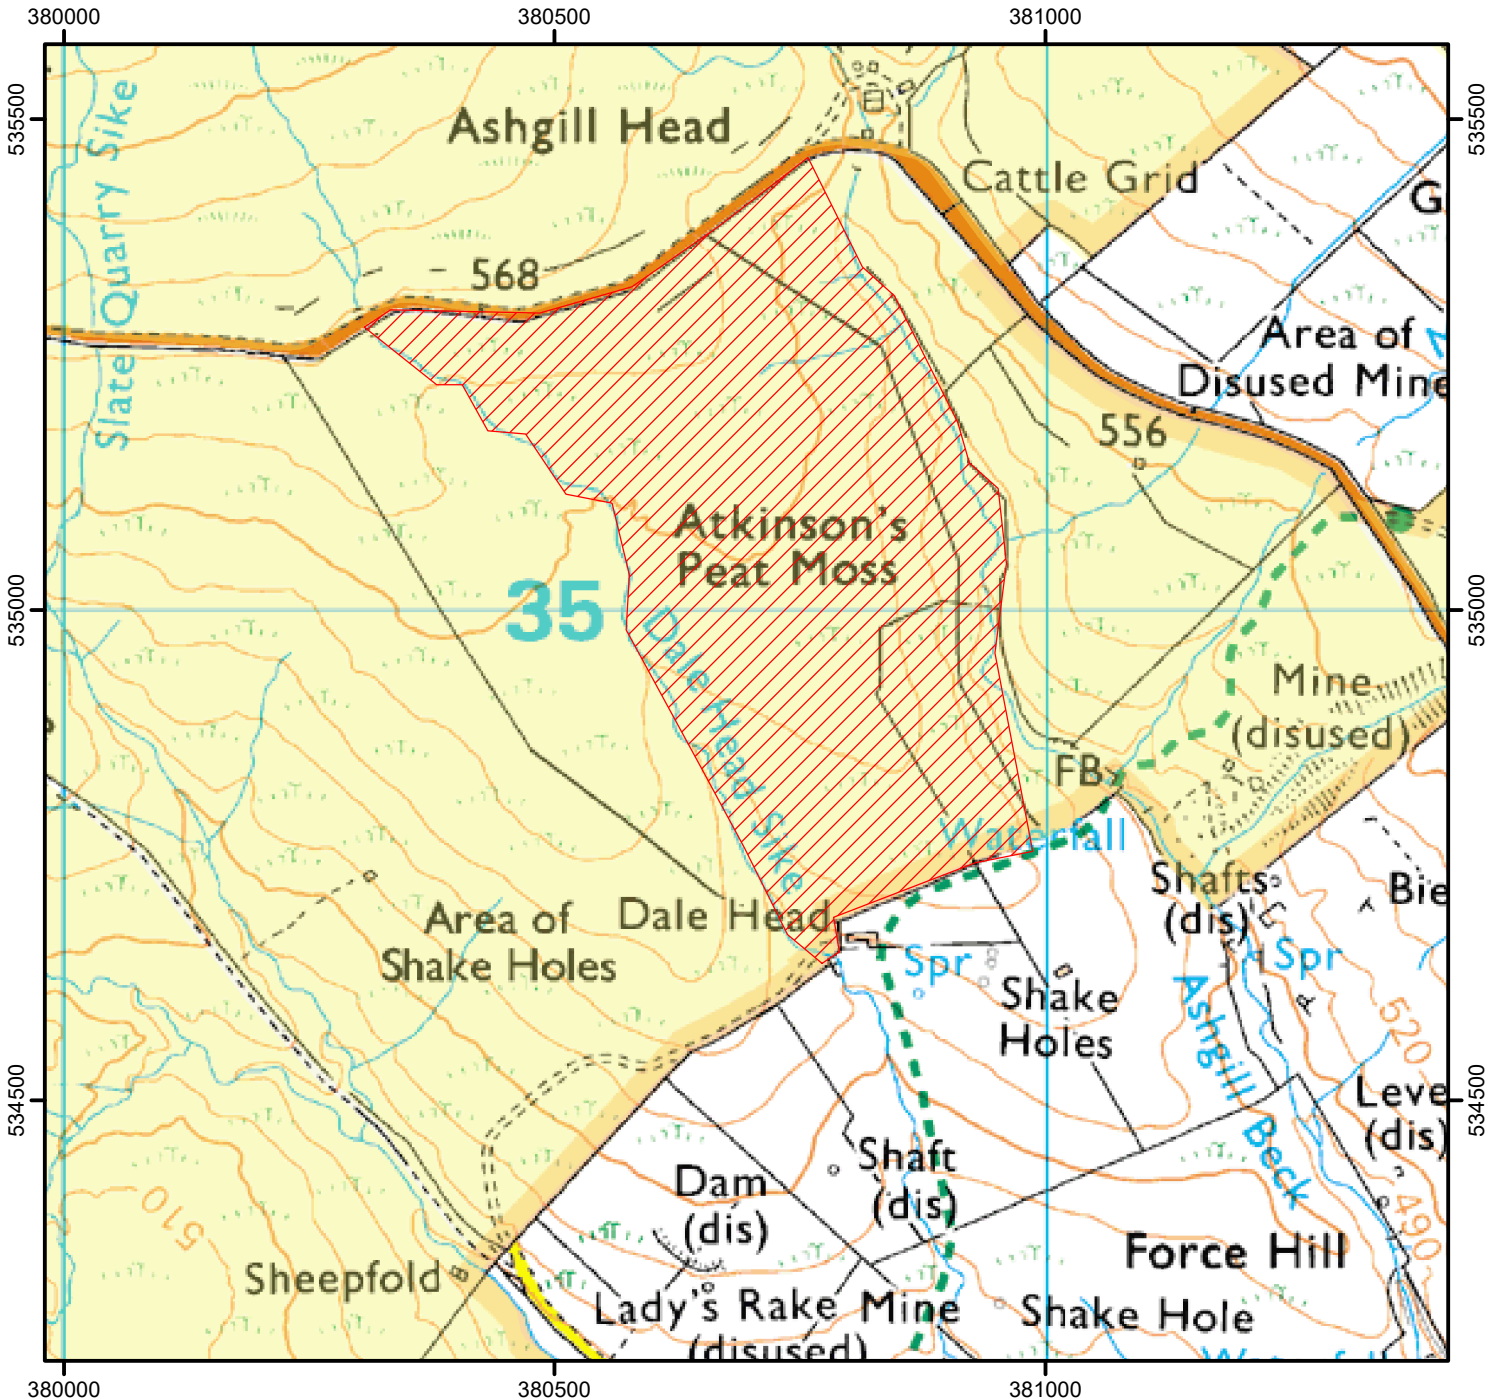 380000
380500
381000
535500
535500
Ashgill Head
Cattle Grid
Slate Quarry Sike
G
568
Area of
Disused Mine
556
Atkinson's
Peat Moss
535000
35
535000
Dale Head Sike
Mine
(disused)
FB
Waterfall
Shafts
(dis)
Bie
Area of
Shake Holes
Dale Head
Spr
Spr
Shake
Holes
Ashgill Beck
520
534500
Leve
(dis)
534500
Shaft
(dis)
Dam
(dis)
510
490
Force Hill
Sheepfold
Lady's Rake Mine
(disused)
Shake Hole
380000
380500
381000